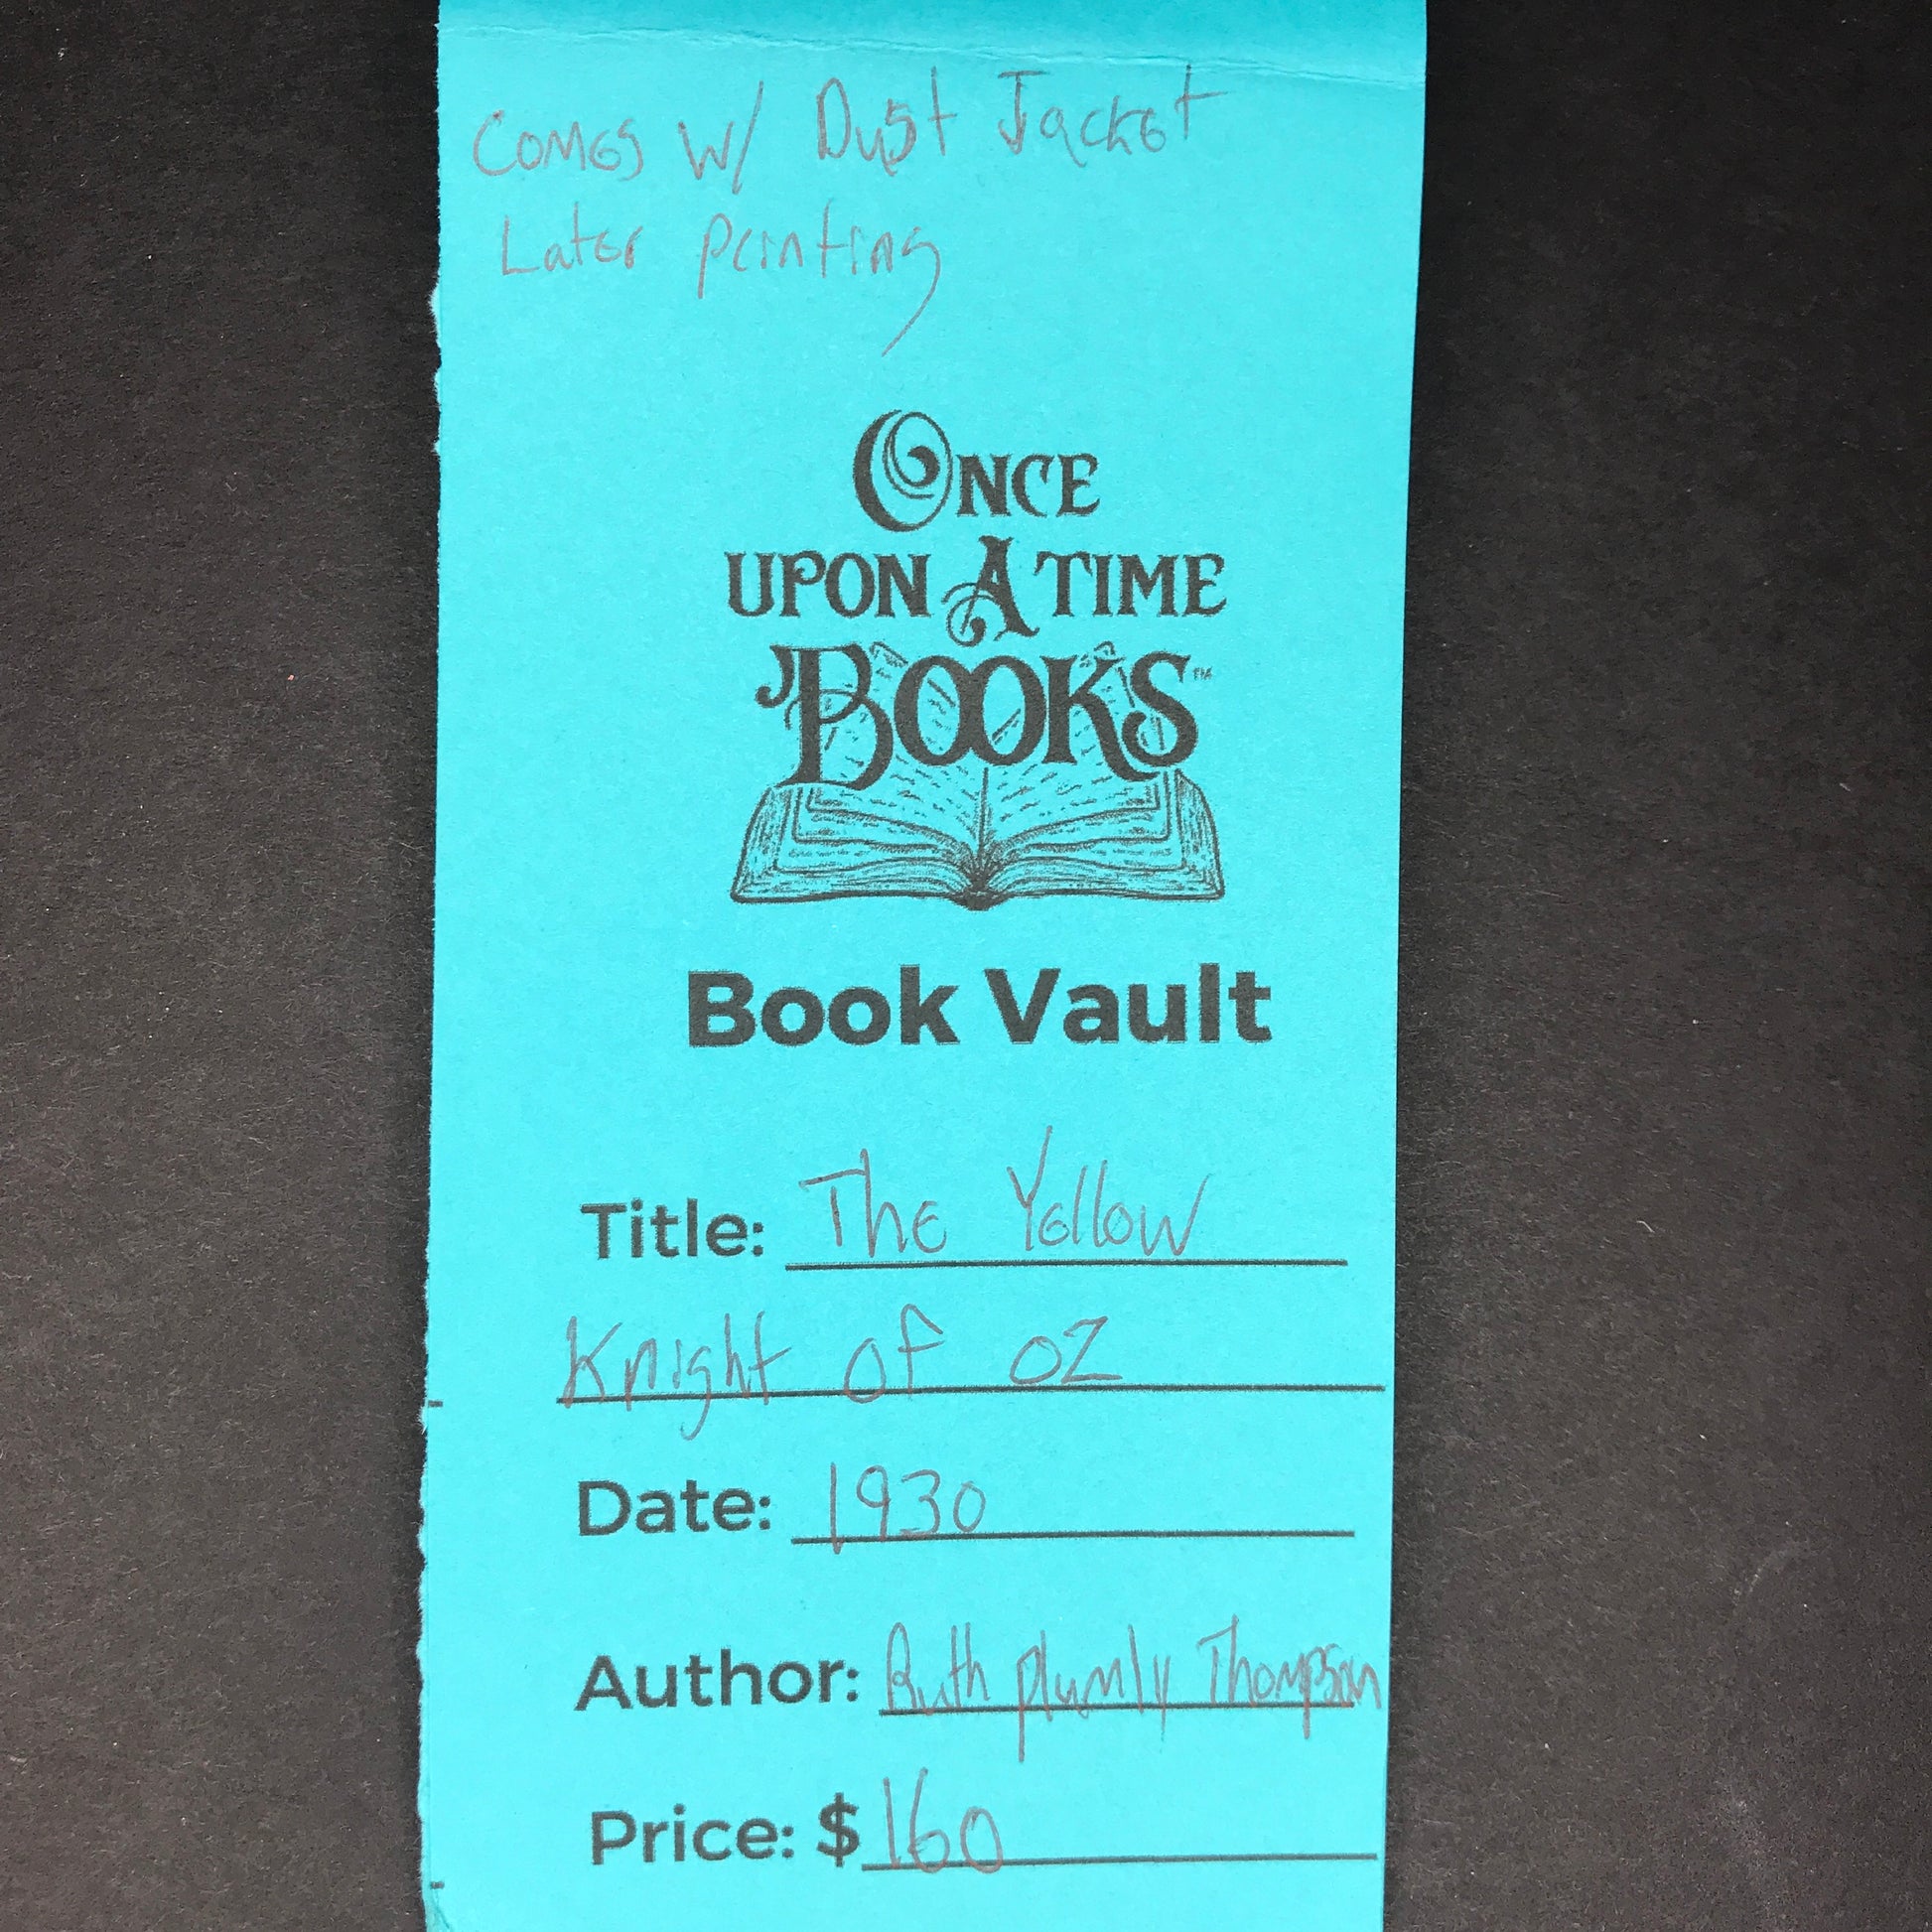 Comes w/ Dust Jacket
Later printing
ONCE
UPON A TIME
BOOKS™
Book Vault
Title: The Yellow
Knight of OZ
Date: 1930
Author: Ruth plumly Thompson
Price: $160